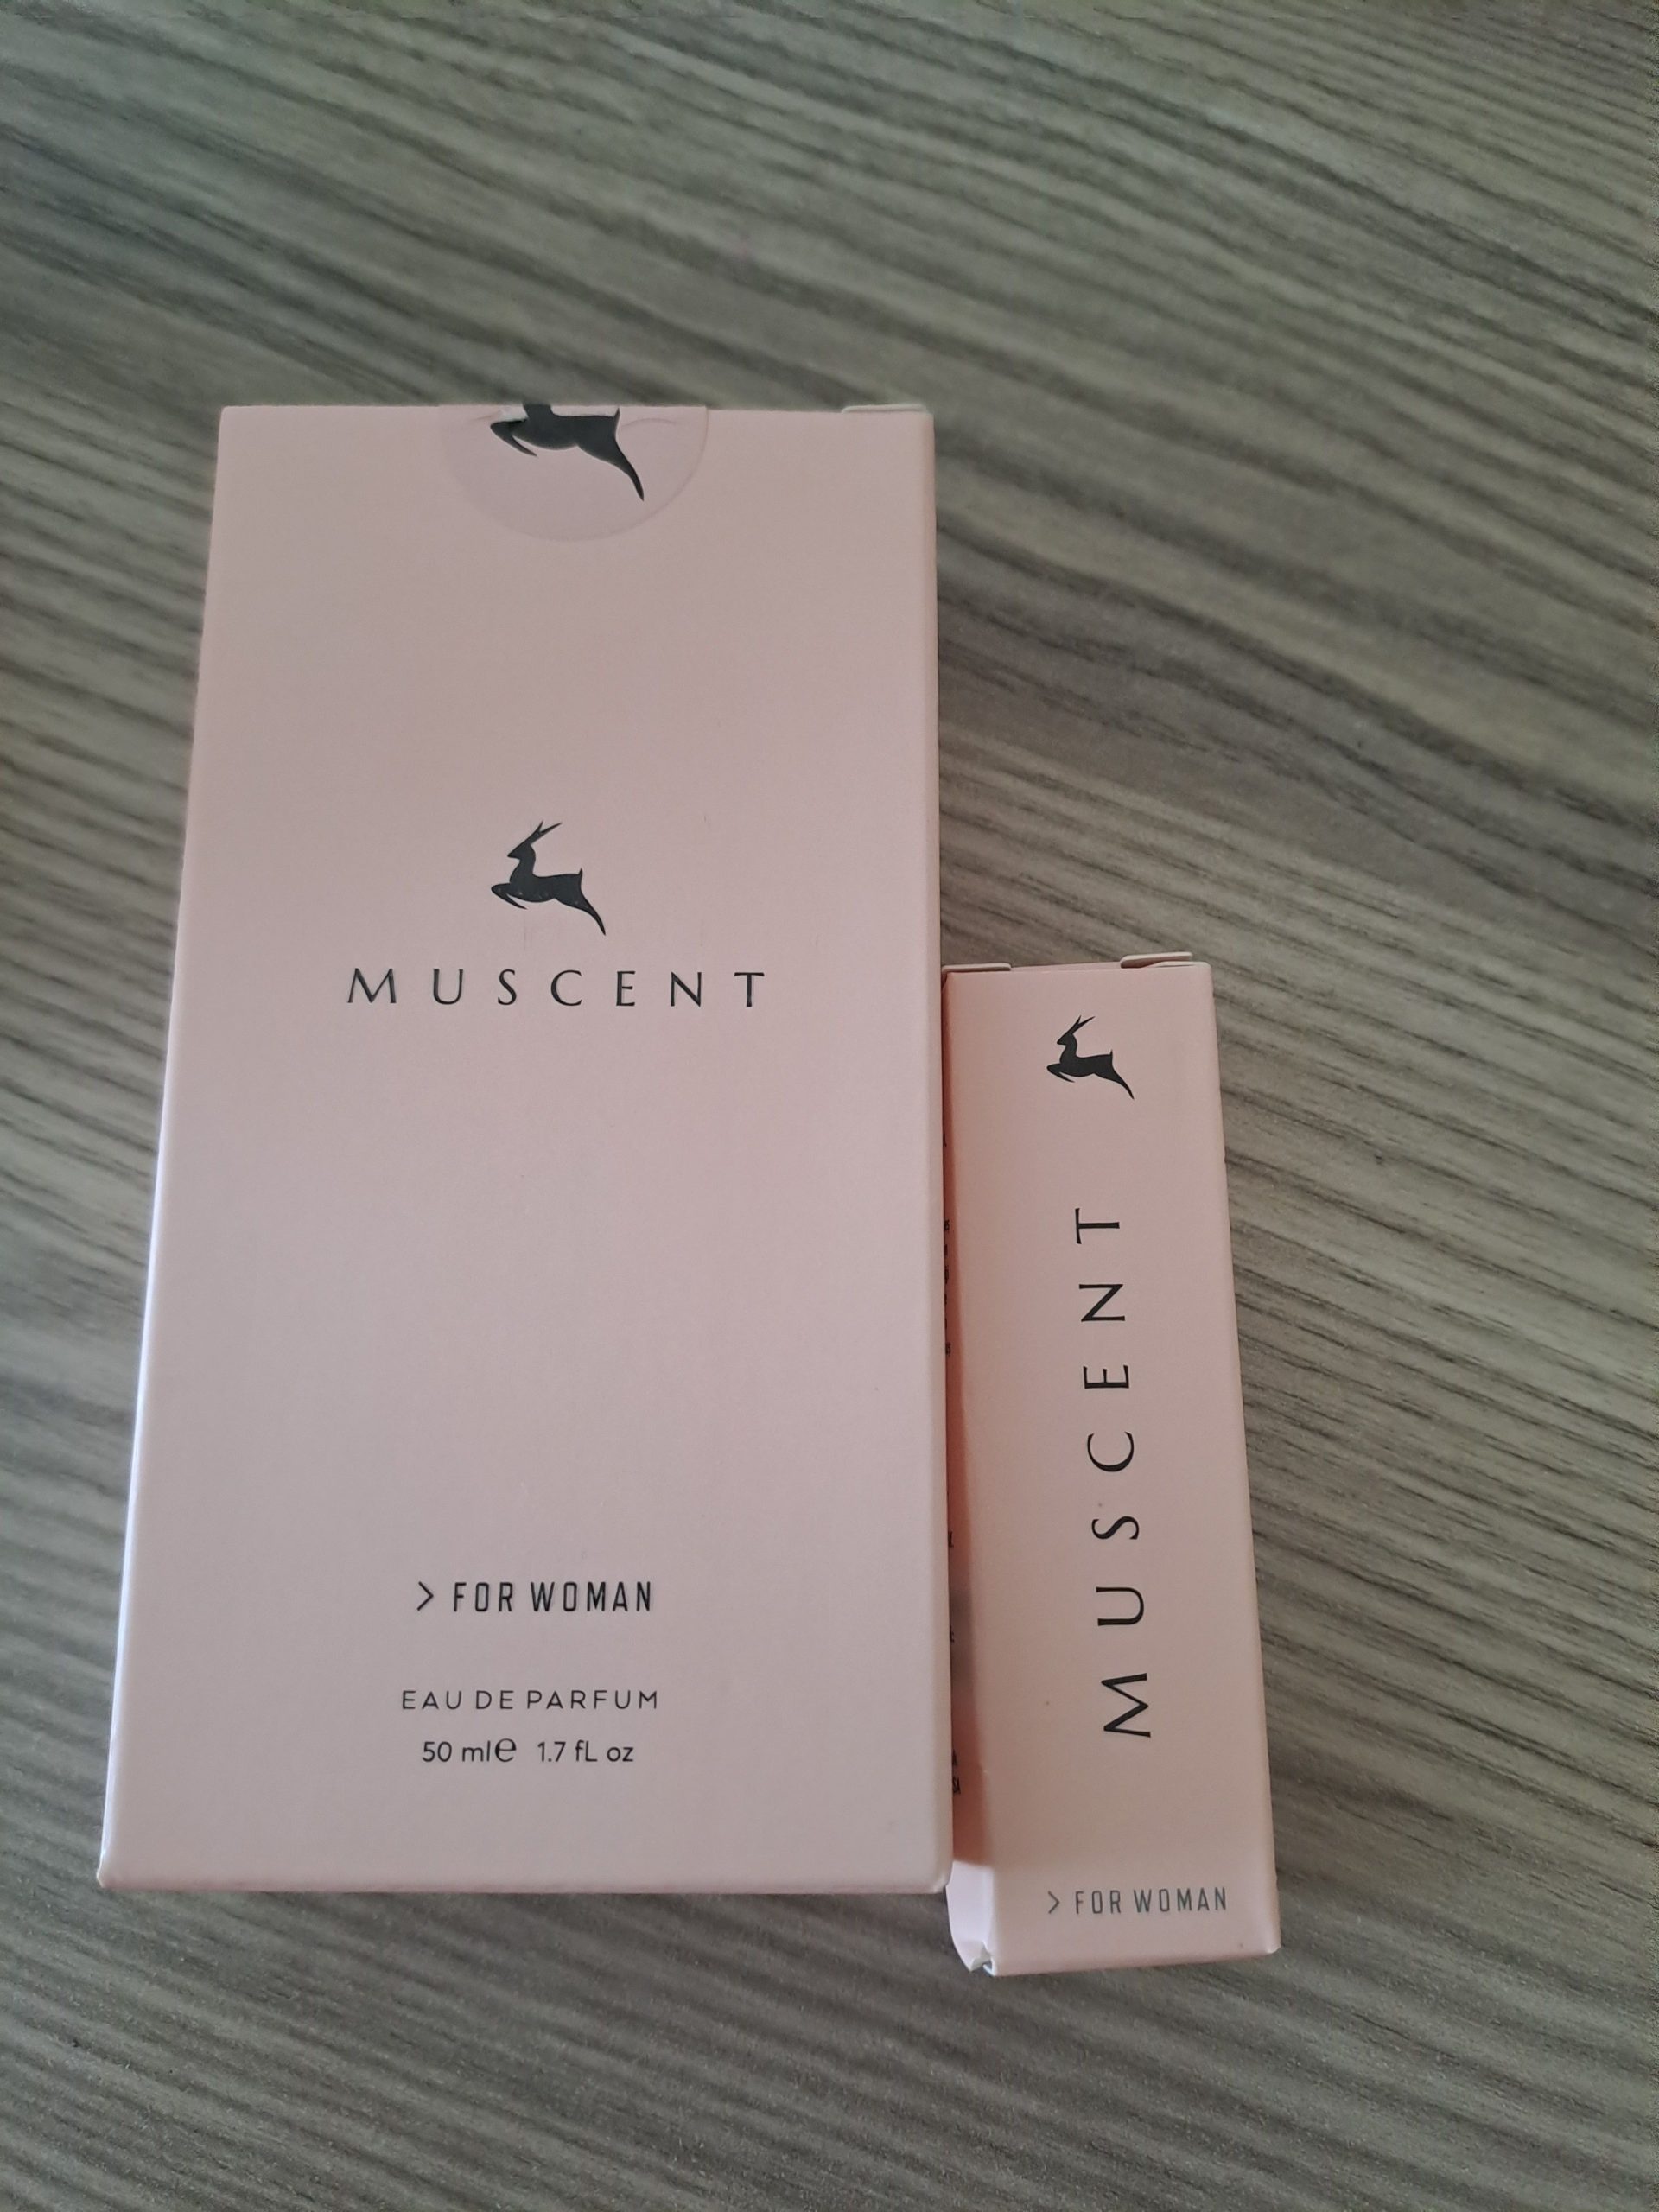 MUSCENT
> FOR WOMAN
EAU DE PARFUM
50 ml℮ 1.7 fL oz
MUSCENT
> FOR WOMAN